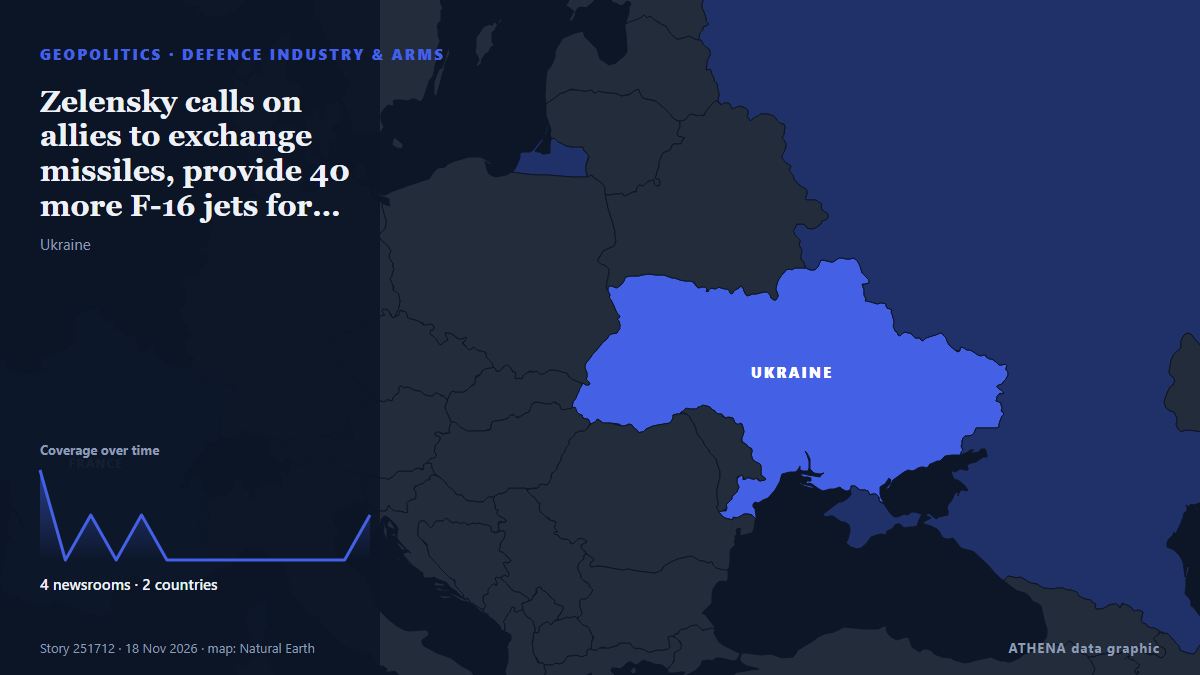 GEOPOLITICS · DEFENCE INDUSTRY & ARMS
Zelensky calls on
allies to exchange
missiles, provide 40
more F-16 jets for...
Ukraine
UKRAINE
Coverage over time
FRANCE
4 newsrooms · 2 countries
Story 251712 · 18 Nov 2026 · map: Natural Earth
ATHENA data graphic